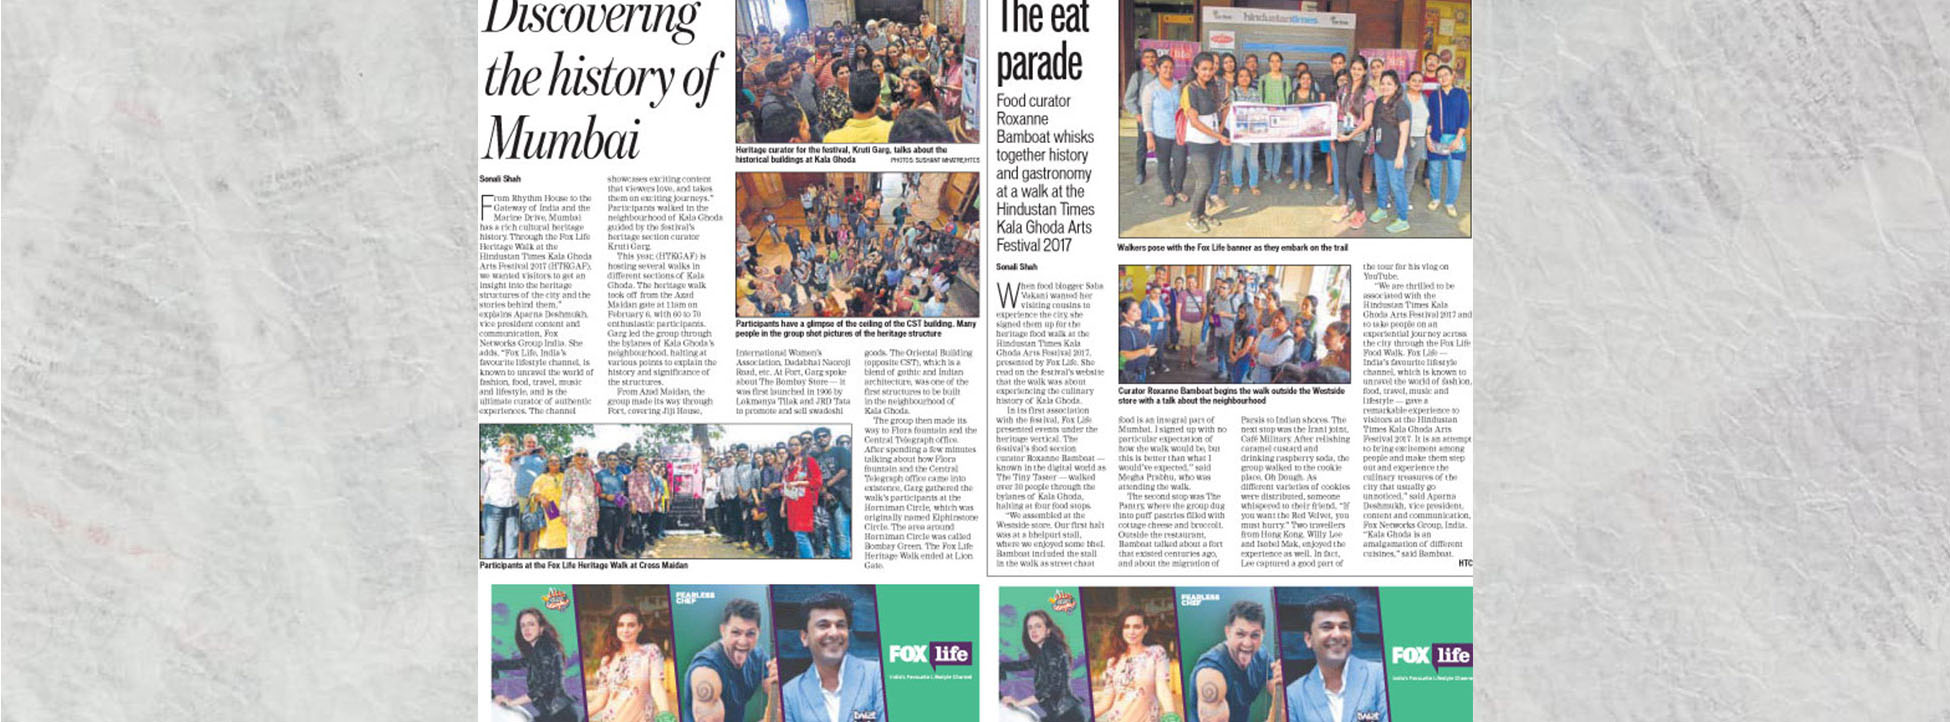 Discovering
the history of
Mumbai
Heritage curator for the festival, Kruti Garg, talks about the
historical buildings at Kala Ghoda
PHOTOS: SUSHANT MHATRE/HTCS
Participants have a glimpse of the ceiling of the CST building. Many
people in the group shot pictures of the heritage structure
Sonali Shah
From Rhythm House to the
Gateway of India and the
Marine Drive, Mumbai
has a rich cultural heritage
history. Through the Fox Life
Heritage Walk at the
Hindustan Times Kala Ghoda
Arts Festival 2017 (HTKGAF),
we wanted visitors to get an
insight into the heritage
structures of the city and the
stories behind them,"
explains Aparna Deshmukh,
vice president content and
communication, Fox
Networks Group India. She
adds, "Fox Life, India's
favourite lifestyle channel, is
known to unravel the world of
fashion, food, travel, music
and lifestyle, and is the
ultimate curator of authentic
experiences. The channel
showcases exciting content
that viewers love, and takes
them on exciting journeys."
Participants walked in the
neighbourhood of Kala Ghoda
guided by the festival's
heritage section curator
Kruti Garg.
This year, (HTKGAF) is
hosting several walks in
different sections of Kala
Ghoda. The heritage walk
took off from the Azad
Maidan gate at 11am on
February 6, with 60 to 70
enthusiastic participants.
Garg led the group through
the bylanes of Kala Ghoda's
neighbourhood, halting at
various points to explain the
history and significance of
the structures.
From Azad Maidan, the
group made its way through
Fort, covering Jiji House,
International Women's
Association, Dadabhai Naoroji
Road, etc. At Fort, Garg spoke
about The Bombay Store — it
was first launched in 1906 by
Lokmanya Tilak and JRD Tata
to promote and sell swadeshi
goods. The Oriental Building
(opposite CST), which is a
blend of gothic and Indian
architecture, was one of the
first structures to be built
in the neighbourhood of
Kala Ghoda.
The group then made its
way to Flora fountain and the
Central Telegraph office.
After spending a few minutes
talking about how Flora
fountain and the Central
Telegraph office came into
existence, Garg gathered the
walk's participants at the
Horniman Circle, which was
originally named Elphinstone
Circle. The area around
Horniman Circle was called
Bombay Green. The Fox Life
Heritage Walk ended at Lion
Gate.
Participants at the Fox Life Heritage Walk at Cross Maidan
The eat
parade
Food curator
Roxanne
Bamboat whisks
together history
and gastronomy
at a walk at the
Hindustan Times
Kala Ghoda Arts
Festival 2017
hindustantimes
FOX life
Walkers pose with the Fox Life banner as they embark on the trail
Curator Roxanne Bamboat begins the walk outside the Westside
store with a talk about the neighbourhood
Sonali Shah
When food blogger Saba
Vakani wanted her
visiting cousins to
experience the city, she
signed them up for the
heritage food walk at the
Hindustan Times Kala
Ghoda Arts Festival 2017,
presented by Fox Life. She
read on the festival's website
that the walk was about
experiencing the culinary
history of Kala Ghoda.
In its first association
with the festival, Fox Life
presented events under the
heritage vertical. The
festival's food section
curator Roxanne Bamboat —
known in the digital world as
The Tiny Taster — walked
over 30 people through the
bylanes of Kala Ghoda,
halting at four food stops.
"We assembled at the
Westside store. Our first halt
was at a bhelpuri stall,
where we enjoyed some bhel.
Bamboat included the stall
in the walk as street chaat
food is an integral part of
Mumbai. I signed up with no
particular expectation of
how the walk would be, but
this is better than what I
would've expected," said
Megha Prabhu, who was
attending the walk.
The second stop was The
Pantry, where the group dug
into puff pastries filled with
cottage cheese and broccoli.
Outside the restaurant,
Bamboat talked about a fort
that existed centuries ago,
and about the migration of
Parsis to Indian shores. The
next stop was the Irani joint,
Café Military. After relishing
caramel custard and
drinking raspberry soda, the
group walked to the cookie
place, Oh Dough. As
different varieties of cookies
were distributed, someone
whispered to their friend, "If
you want the Red Velvet, you
must hurry." Two travellers
from Hong Kong, Willy Lee
and Isobel Mak, enjoyed the
experience as well. In fact,
Lee captured a good part of
the tour for his vlog on
YouTube.
"We are thrilled to be
associated with the
Hindustan Times Kala
Ghoda Arts Festival 2017 and
to take people on an
experiential journey across
the city through the Fox Life
Food Walk. Fox Life —
India's favourite lifestyle
channel, which is known to
unravel the world of fashion,
food, travel, music and
lifestyle — gave a
remarkable experience to
visitors at the Hindustan
Times Kala Ghoda Arts
Festival 2017. It is an attempt
to bring excitement among
people and make them step
out and experience the
culinary treasures of the
city that usually go
unnoticed," said Aparna
Deshmukh, vice president,
content and communication,
Fox Networks Group, India.
"Kala Ghoda is an
amalgamation of different
cuisines," said Bamboat.
HTC
FEARLESS
CHEF
FOX life
India's Favourite Lifestyle Channel
FEARLESS
CHEF
FOX life
India's Favourite Lifestyle